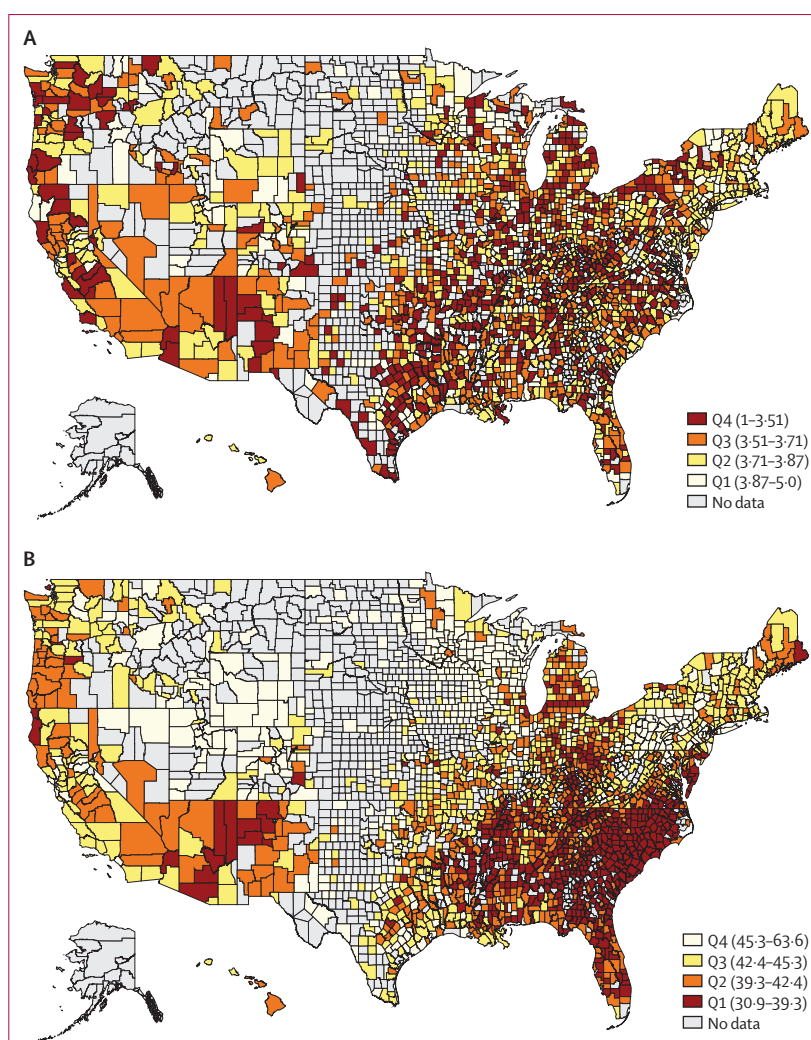 A
Q4 (1–3·51)
Q3 (3·51–3·71)
Q2 (3·71–3·87)
Q1 (3·87–5·0)
No data
B
Q4 (45·3–63·6)
Q3 (42·4–45·3)
Q2 (39·3–42·4)
Q1 (30·9–39·3)
No data